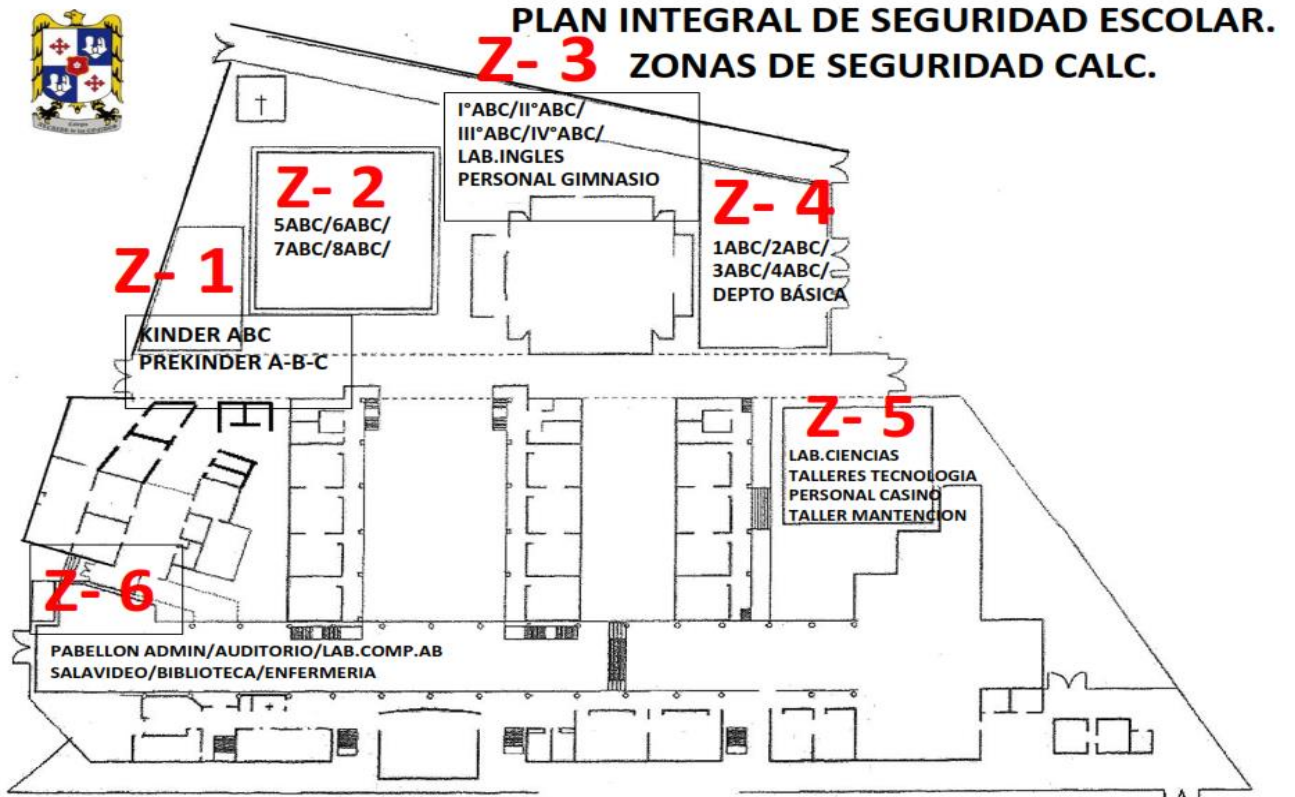 PLAN INTEGRAL DE SEGURIDAD ESCOLAR.
ZONAS DE SEGURIDAD CALC.
Z- 3
I°ABC/II°ABC/
III°ABC/IV°ABC/
LAB.INGLES
PERSONAL GIMNASIO
Z- 2
5ABC/6ABC/
7ABC/8ABC/
Z- 4
1ABC/2ABC/
3ABC/4ABC/
DEPTO BÁSICA
Z- 1
KINDER ABC
PREKINDER A-B-C
Z- 5
LAB.CIENCIAS
TALLERES TECNOLOGIA
PERSONAL CASINO
TALLER MANTENCION
Z- 6
PABELLON ADMIN/AUDITORIO/LAB.COMP.AB
SALAVIDEO/BIBLIOTECA/ENFERMERIA